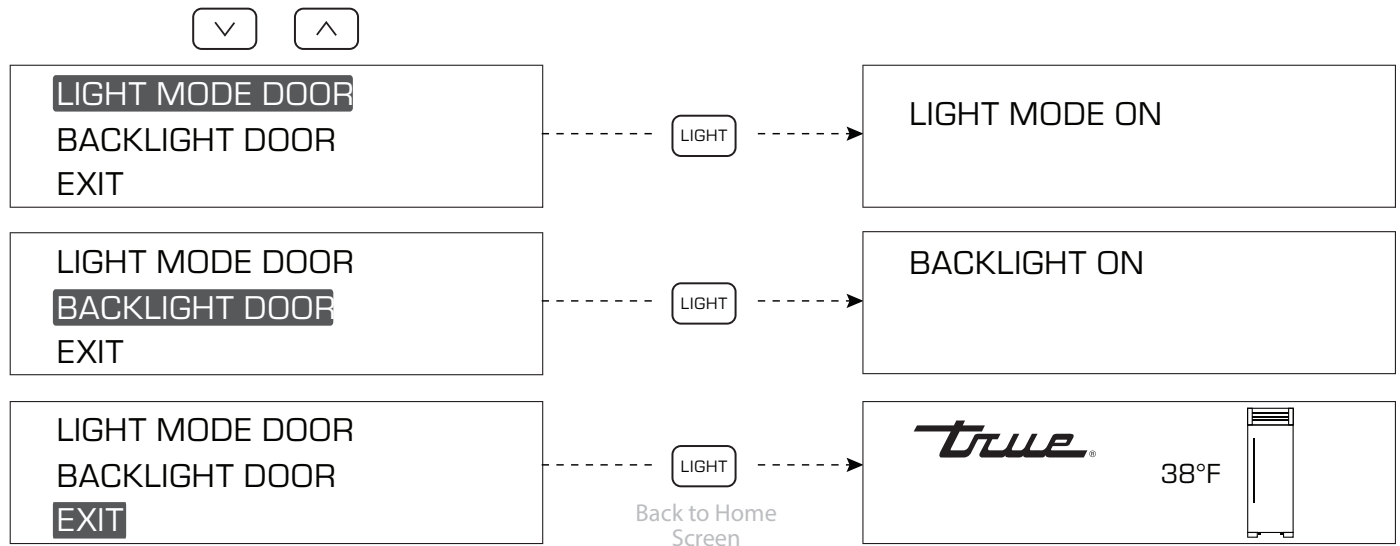 LIGHT MODE DOOR
BACKLIGHT DOOR
EXIT
LIGHT
LIGHT MODE ON
LIGHT MODE DOOR
BACKLIGHT DOOR
EXIT
LIGHT
BACKLIGHT ON
LIGHT MODE DOOR
BACKLIGHT DOOR
EXIT
LIGHT
Back to Home
Screen
true®
38°F